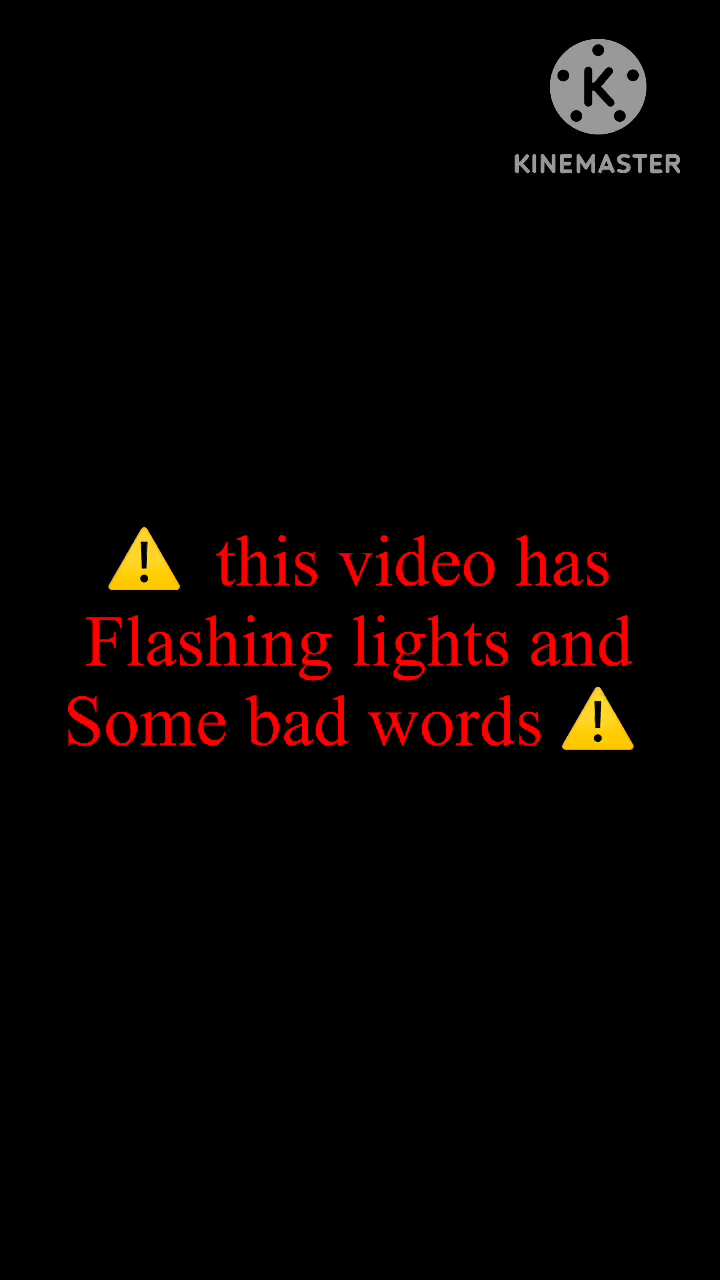 KINEMASTER
⚠️ this video has
Flashing lights and
Some bad words ⚠️